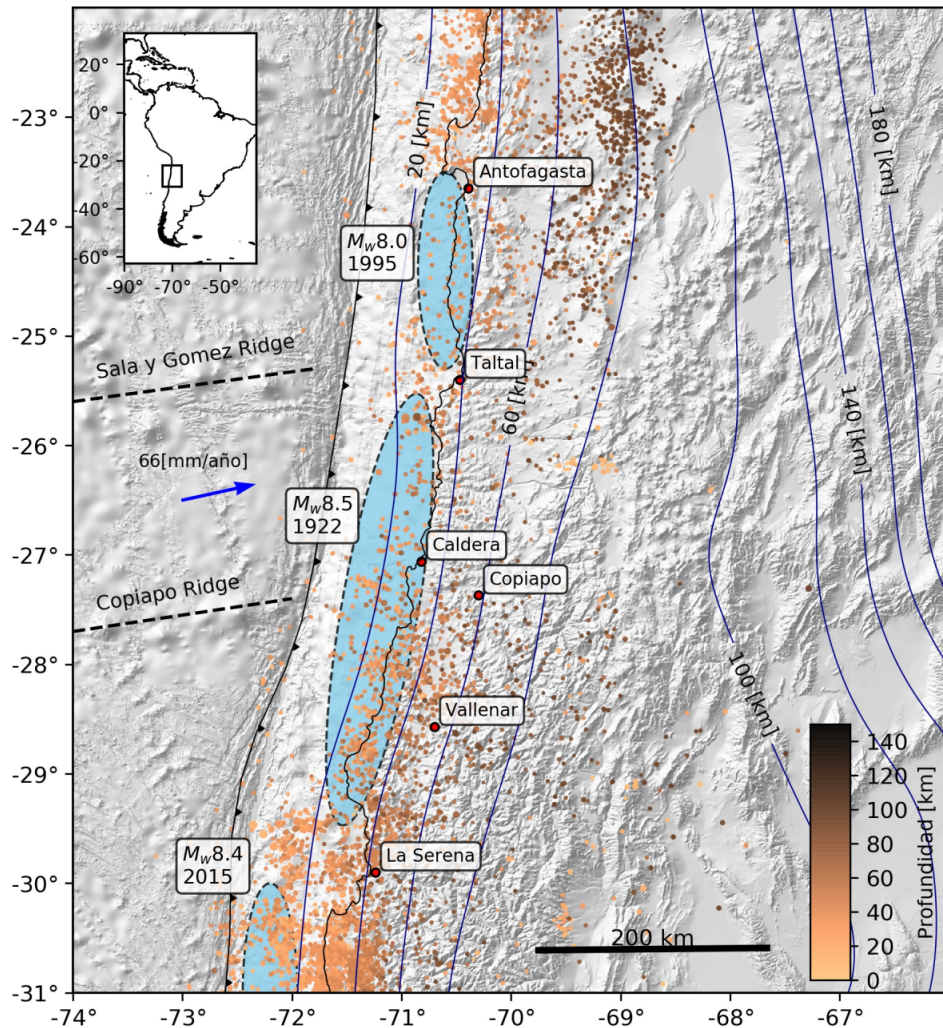 20°
0°
-20°
-40°
-60°
-90°
-70°
-50°
-23°
-24°
-25°
-26°
-27°
-28°
-29°
-30°
-31°
-74°
-73°
-72°
-71°
-70°
-69°
-68°
-67°
20 [km]
180 [km]
Antofagasta
Mw8.0
1995
Sala y Gomez Ridge
Taltal
60 [km]
140 [km]
66[mm/año]
Mw8.5
1922
Caldera
Copiapo Ridge
Copiapo
100 [km]
Vallenar
Mw8.4
2015
La Serena
200 km
140
120
100
80
60
40
20
0
Profundidad [km]